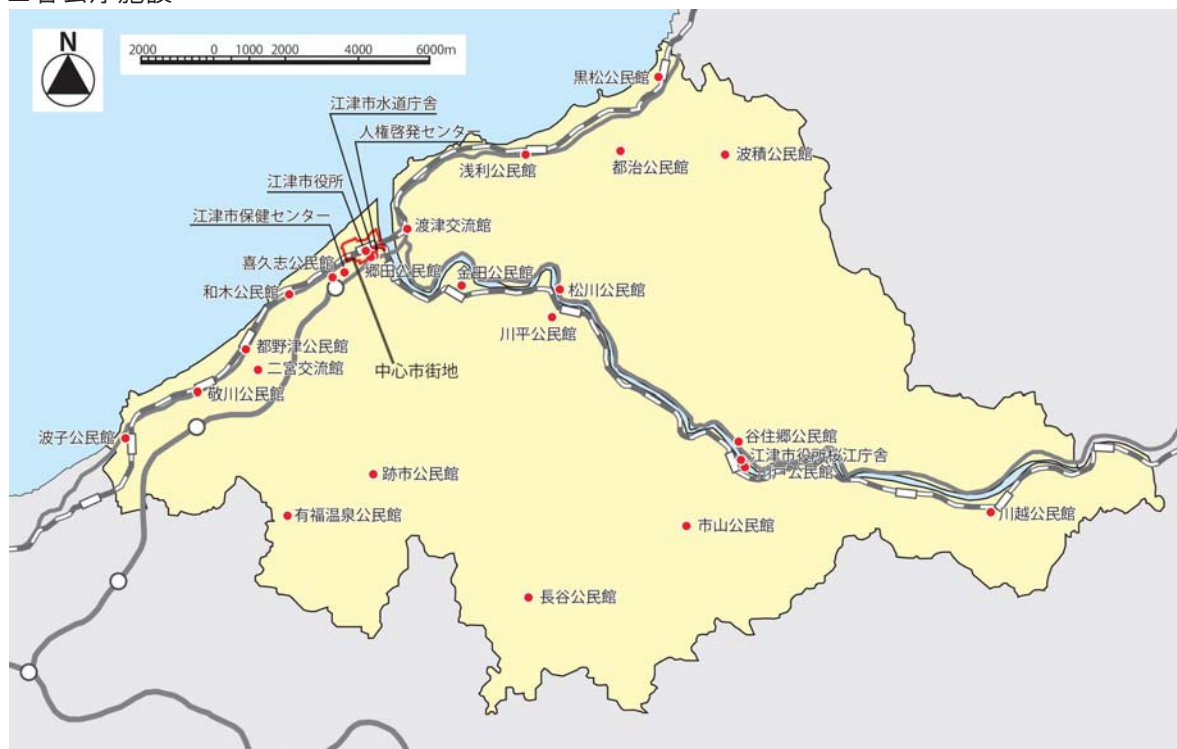 N
2000 0 1000 2000 4000 6000m
黒松公民館
江津市水道庁舎
人権啓発センター
浅利公民館
都治公民館
波積公民館
江津市役所
江津市保健センター
渡津交流館
喜久志公民館
郷田公民館
金田公民館
和木公民館
松川公民館
川平公民館
都野津公民館
二宮交流館
中心市街地
敬川公民館
波子公民館
谷住郷公民館
江津市役所桜江庁舎
川戸公民館
跡市公民館
有福温泉公民館
市山公民館
川越公民館
長谷公民館